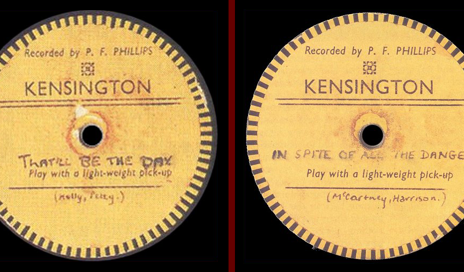 Recorded by P. F. PHILLIPS
KENSINGTON
THAT'LL BE THE DAY
Play with a light-weight pick-up
(Holly, Petty.)
Recorded by P. F. PHILLIPS
KENSINGTON
IN SPITE OF ALL THE DANGE
Play with a light-weight pick-up
(McCartney, Harrison.)